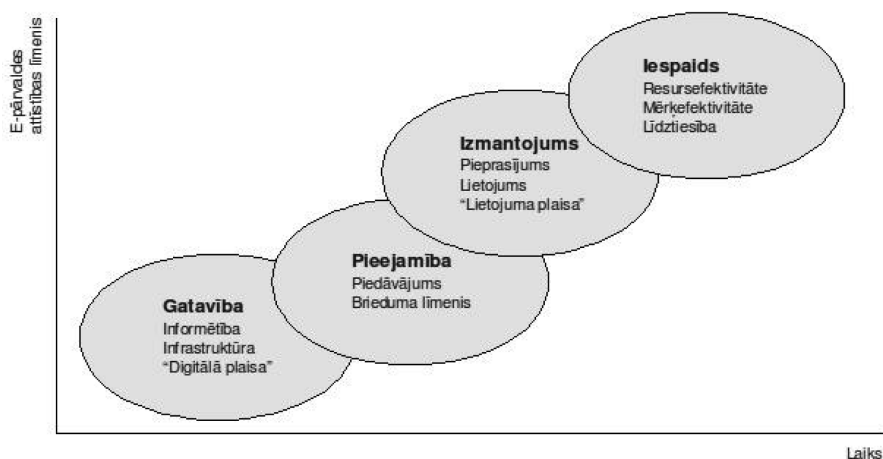 E-pārvaldes
attīstības līmenis
Iespaids
Resursefektivitāte
Mērķefektivitāte
Līdztiesība
Izmantojums
Pieprasījums
Lietojums
“Lietojuma plaisa”
Pieejamība
Piedāvājums
Brieduma līmenis
Gatavība
Informētība
Infrastruktūra
“Digitālā plaisa”
Laiks